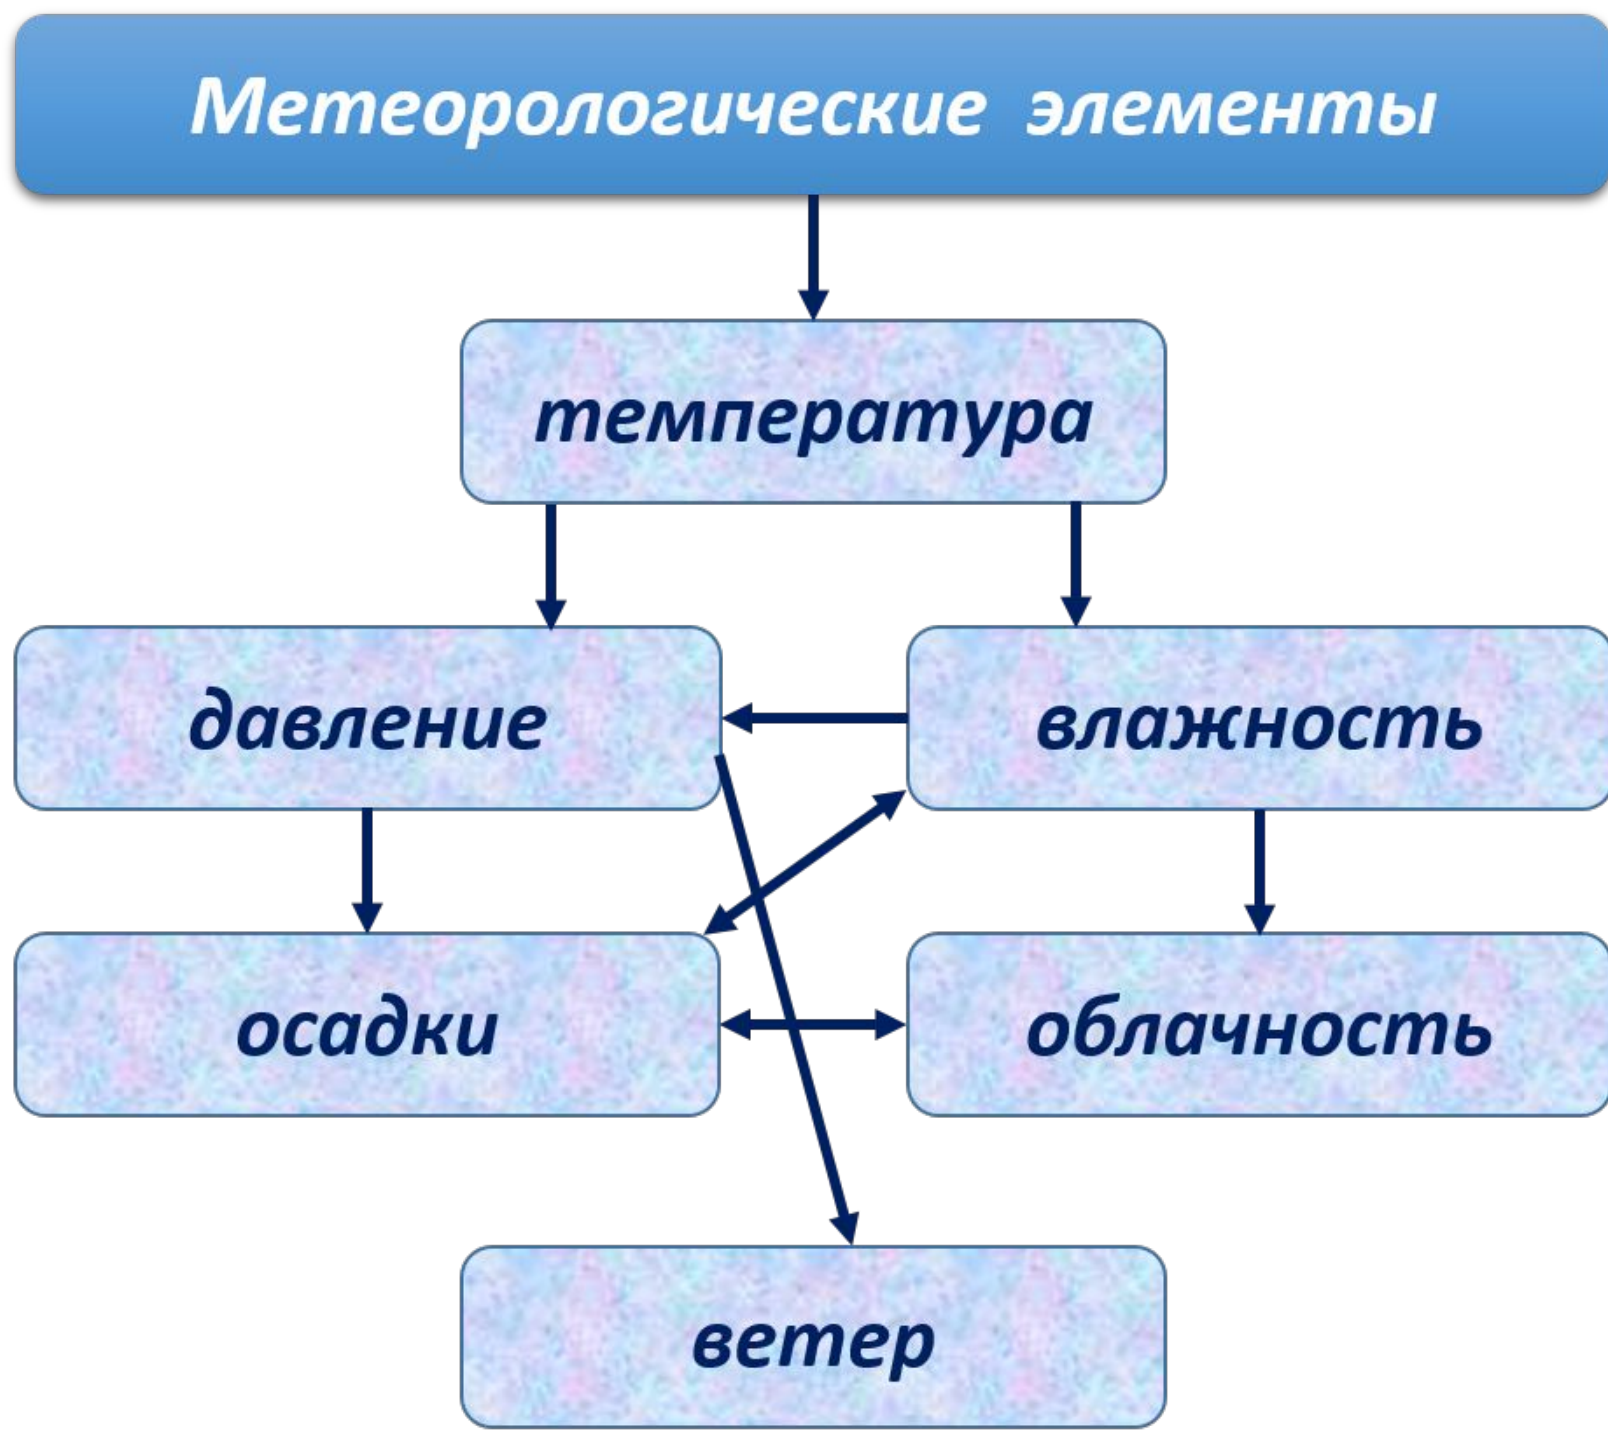 Метеорологические элементы
температура
давление
влажность
осадки
облачность
ветер